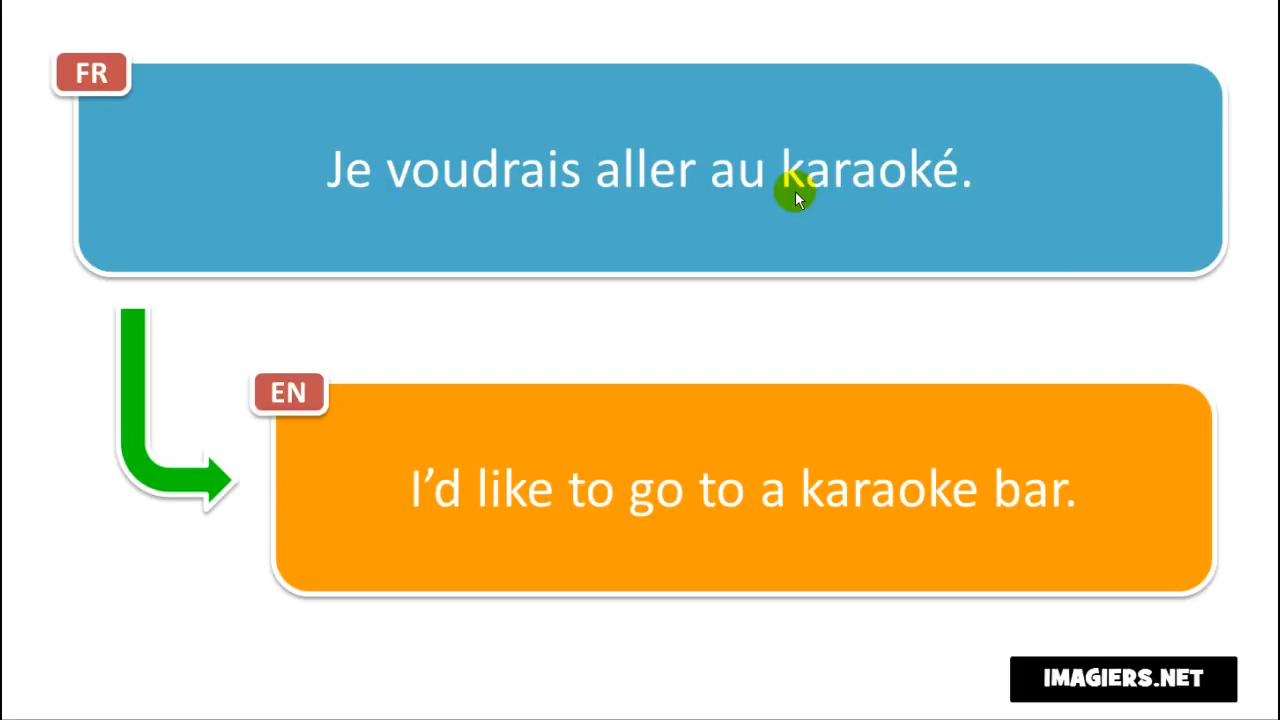 FR
Je voudrais aller au karaoké.
EN
I’d like to go to a karaoke bar.
IMAGIERS.NET